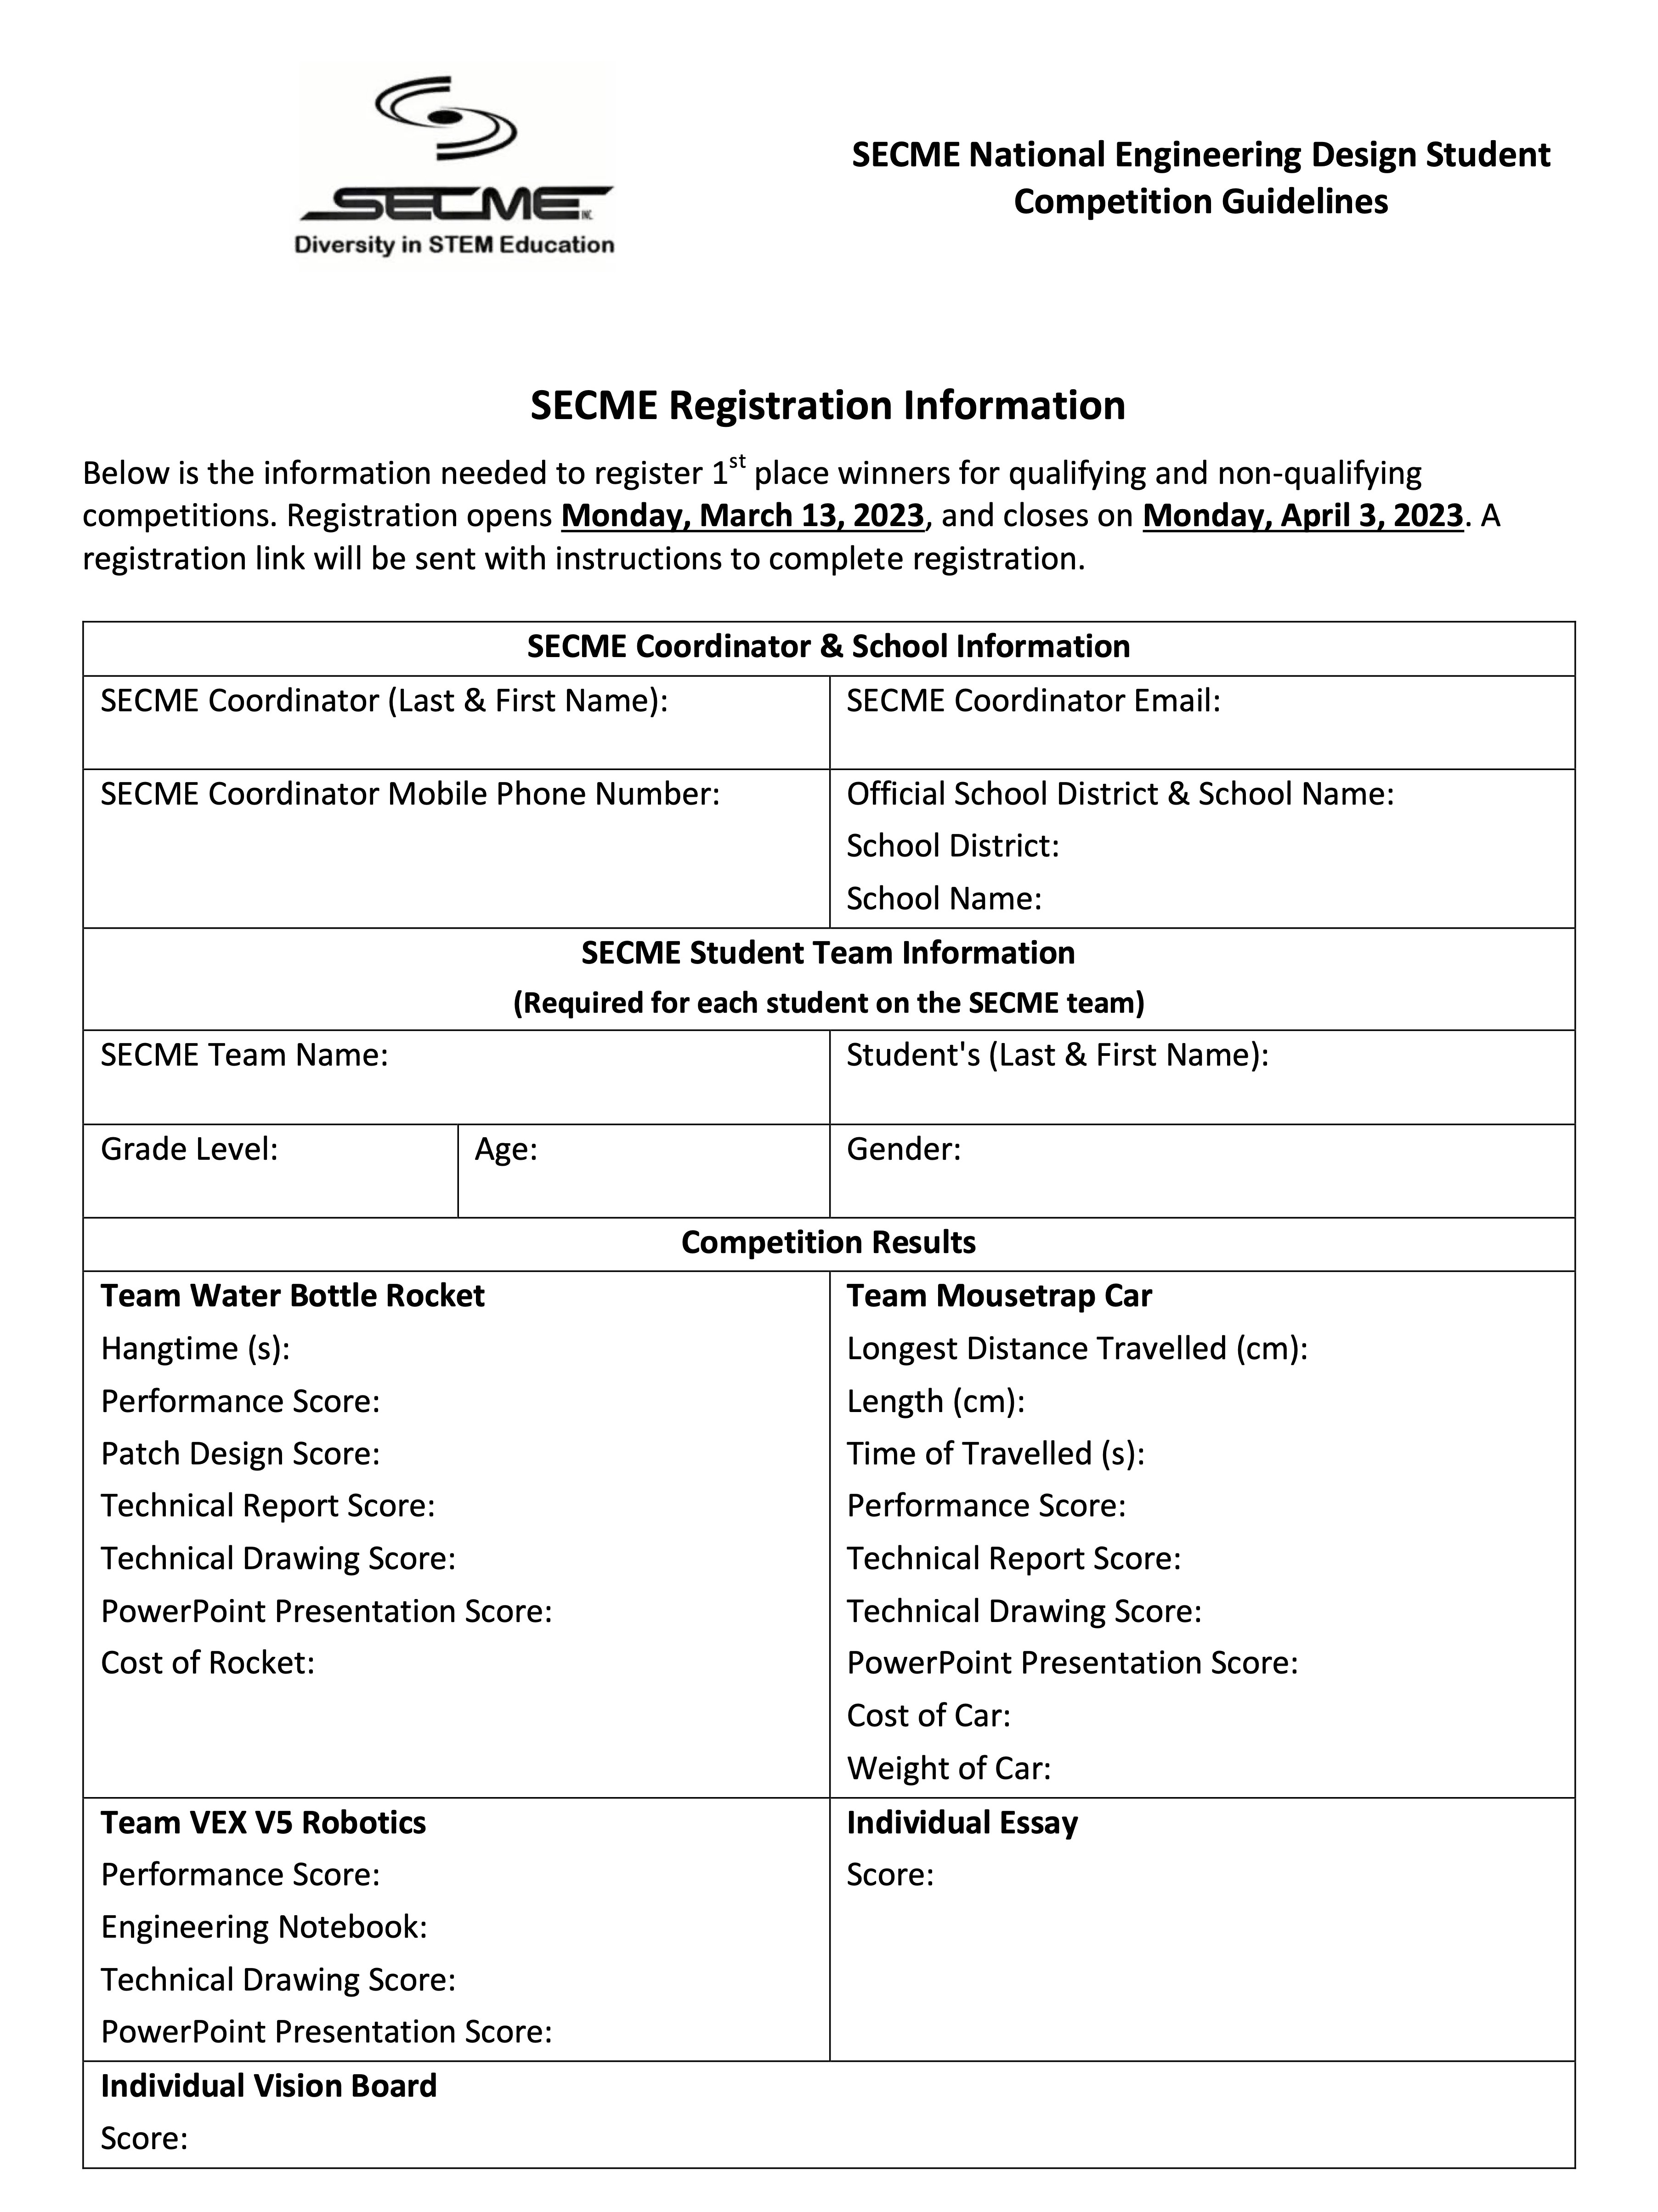 SECME INC.
Diversity in STEM Education
SECME National Engineering Design Student
Competition Guidelines
SECME Registration Information
Below is the information needed to register 1st place winners for qualifying and non-qualifying
competitions. Registration opens Monday, March 13, 2023, and closes on Monday, April 3, 2023. A
registration link will be sent with instructions to complete registration.
SECME Coordinator & School Information
SECME Coordinator (Last & First Name):
SECME Coordinator Email:
SECME Coordinator Mobile Phone Number:
Official School District & School Name:
School District:
School Name:
SECME Student Team Information
(Required for each student on the SECME team)
SECME Team Name:
Student's (Last & First Name):
Grade Level:
Age:
Gender:
Competition Results
Team Water Bottle Rocket
Hangtime (s):
Performance Score:
Patch Design Score:
Technical Report Score:
Technical Drawing Score:
PowerPoint Presentation Score:
Cost of Rocket:
Team Mousetrap Car
Longest Distance Travelled (cm):
Length (cm):
Time of Travelled (s):
Performance Score:
Technical Report Score:
Technical Drawing Score:
PowerPoint Presentation Score:
Cost of Car:
Weight of Car:
Team VEX V5 Robotics
Performance Score:
Engineering Notebook:
Technical Drawing Score:
PowerPoint Presentation Score:
Individual Essay
Score:
Individual Vision Board
Score: